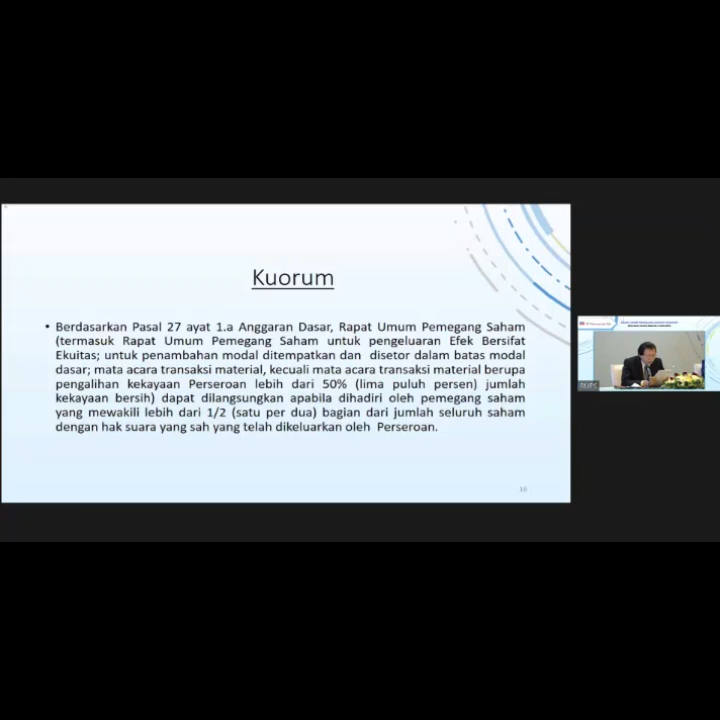 Kuorum
• Berdasarkan Pasal 27 ayat 1.a Anggaran Dasar, Rapat Umum Pemegang Saham
(termasuk Rapat Umum Pemegang Saham untuk pengeluaran Efek Bersifat
Ekuitas; untuk penambahan modal ditempatkan dan disetor dalam batas modal
dasar; mata acara transaksi material, kecuali mata acara transaksi material berupa
pengalihan kekayaan Perseroan lebih dari 50% (lima puluh persen) jumlah
kekayaan bersih) dapat dilangsungkan apabila dihadiri oleh pemegang saham
yang mewakili lebih dari 1/2 (satu per dua) bagian dari jumlah seluruh saham
dengan hak suara yang sah yang telah dikeluarkan oleh Perseroan.
10